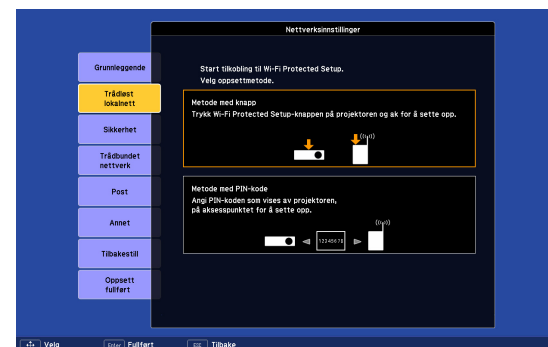 Nettverksinnstillinger
Grunnleggende
Trådløst
lokalnett
Sikkerhet
Trådbundet
nettverk
Post
Annet
Tilbakestill
Oppsett
fullført
Start tilkobling til Wi-Fi Protected Setup.
Velg oppsettmetode.
Metode med knapp
Trykk Wi-Fi Protected Setup-knappen på projektoren og ak for å sette opp.
Metode med PIN-kode
Angi PIN-koden som vises av projektoren,
på aksesspunktet for å sette opp.
12345678
Velg Enter Fullført Esc Tilbake